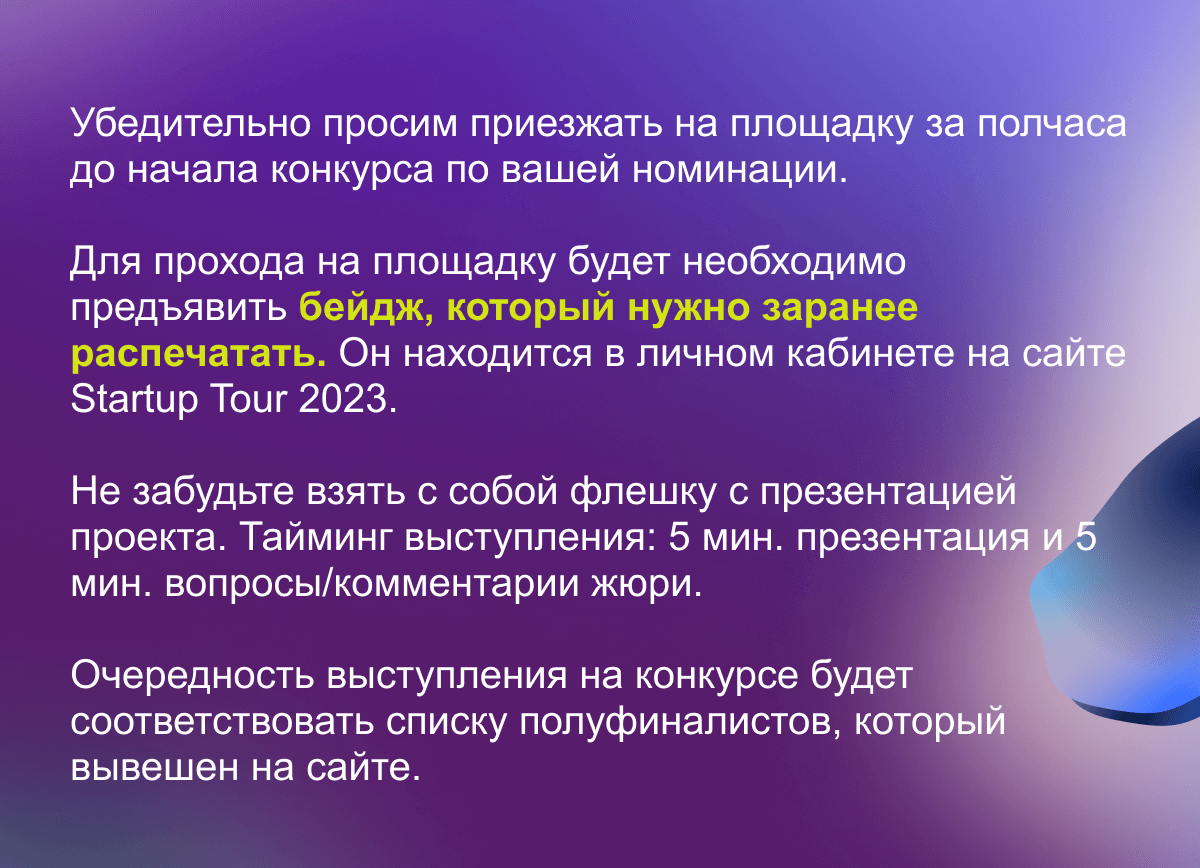 Убедительно просим приезжать на площадку за полчаса
до начала конкурса по вашей номинации.
Для прохода на площадку будет необходимо
предъявить бейдж, который нужно заранее
распечатать. Он находится в личном кабинете на сайте
Startup Tour 2023.
Не забудьте взять с собой флешку с презентацией
проекта. Тайминг выступления: 5 мин. презентация и 5
мин. вопросы/комментарии жюри.
Очередность выступления на конкурсе будет
соответствовать списку полуфиналистов, который
вывешен на сайте.